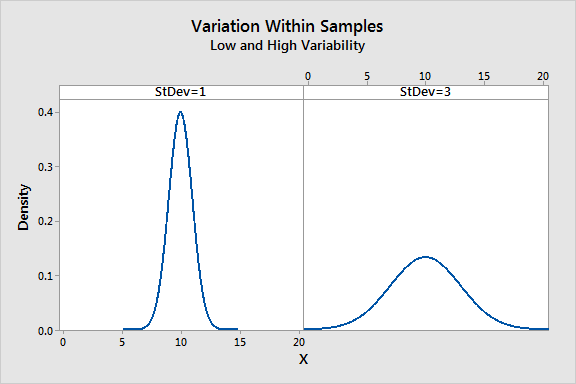 Variation Within Samples
Low and High Variability
0 5 10 15 20
StDev=1 StDev=3
0.4
0.3
0.2
0.1
0.0
Density
0 5 10 15 20
X